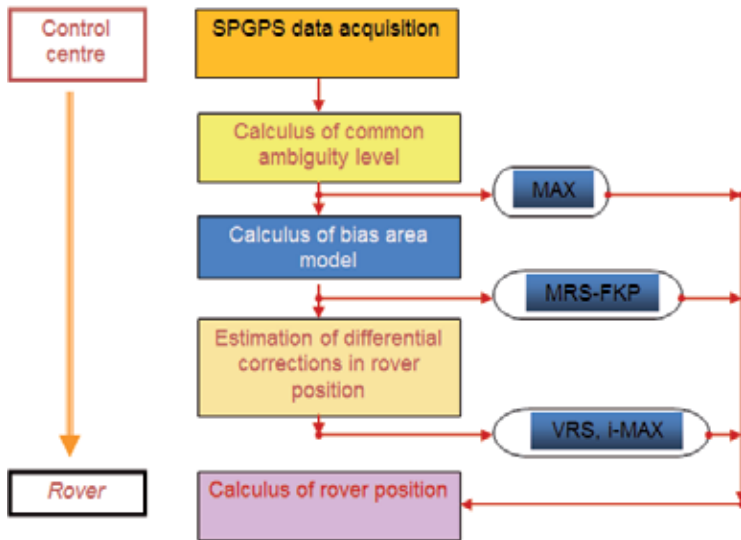 Control
centre
SPGPS data acquisition
Calculus of common
ambiguity level
MAX
Calculus of bias area
model
MRS-FKP
Estimation of differential
corrections in rover
position
VRS, i-MAX
Rover
Calculus of rover position